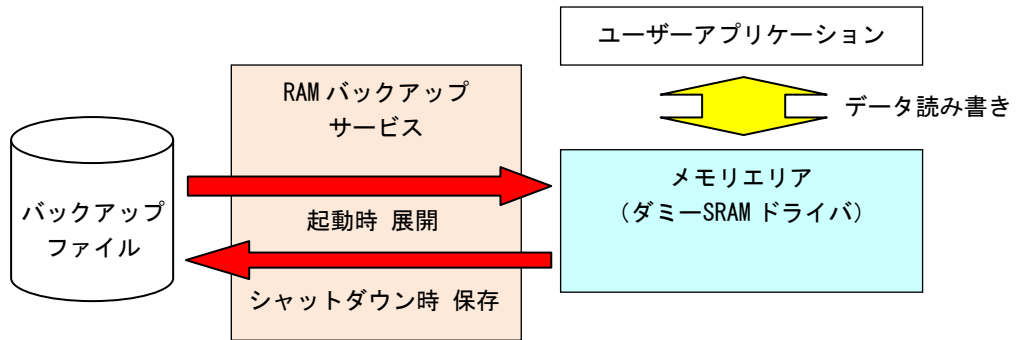 ユーザーアプリケーション
データ読み書き
RAM バックアップ
サービス
メモリエリア
（ダミーSRAM ドライバ）
バックアップ
ファイル
起動時 展開
シャットダウン時 保存